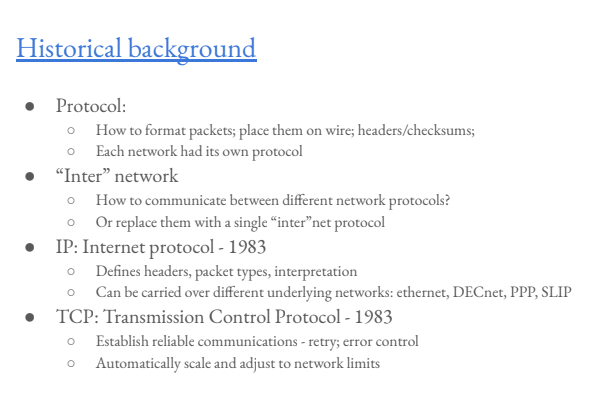 Historical background
● Protocol:
○ How to format packets; place them on wire; headers/checksums;
○ Each network had its own protocol
● “Inter” network
○ How to communicate between different network protocols?
○ Or replace them with a single “inter”net protocol
● IP: Internet protocol - 1983
○ Defines headers, packet types, interpretation
○ Can be carried over different underlying networks: ethernet, DECnet, PPP, SLIP
● TCP: Transmission Control Protocol - 1983
○ Establish reliable communications - retry; error control
○ Automatically scale and adjust to network limits